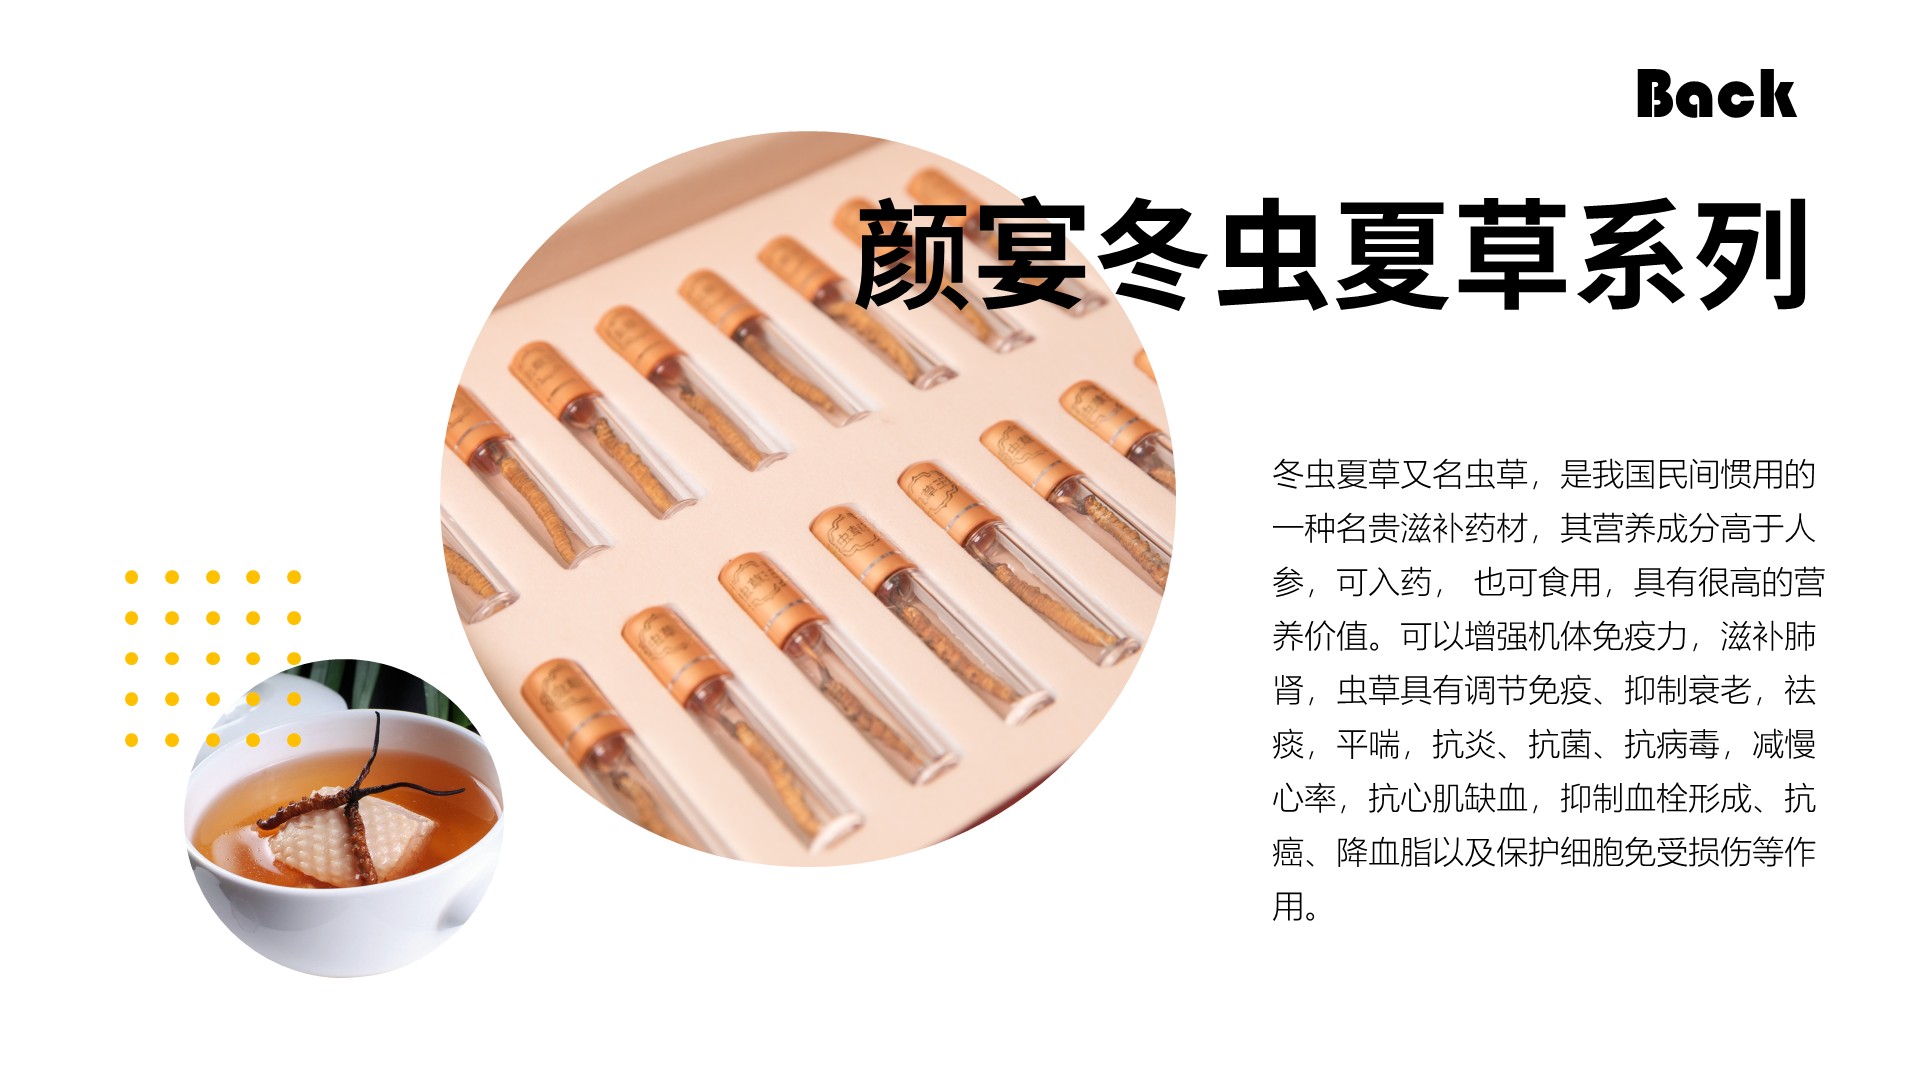 Back
颜宴冬虫夏草系列
冬虫夏草又名虫草，是我国民间惯用的
一种名贵滋补药材，其营养成分高于人
参，可入药， 也可食用，具有很高的营
养价值。可以增强机体免疫力，滋补肺
肾，虫草具有调节免疫、抑制衰老，祛
痰，平喘，抗炎、抗菌、抗病毒，减慢
心率，抗心肌缺血，抑制血栓形成、抗
癌、降血脂以及保护细胞免受损伤等作
用。